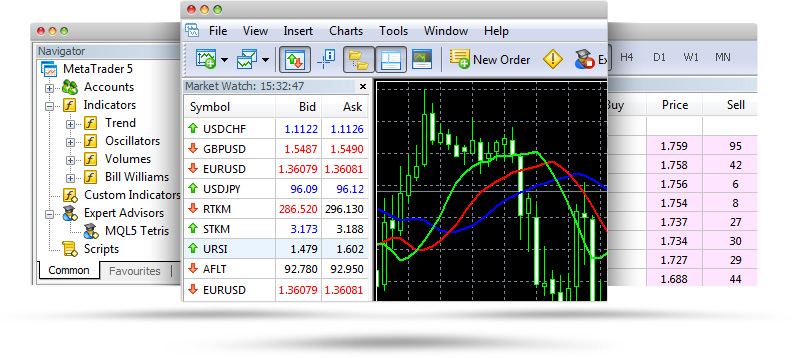 Navigator
MetaTrader 5
Accounts
Indicators
Trend
Oscillators
Volumes
Bill Williams
Custom Indicators
Expert Advisors
MQL5 Tetris
Scripts
Common Favourites
File View Insert Charts Tools Window Help
New Order
Market Watch: 15:32:47
Symbol Bid Ask
USDCHF 1.1122 1.1126
GBPUSD 1.5487 1.5490
EURUSD 1.36079 1.36081
USDJPY 96.09 96.12
RTKM 286.520 296.130
STKM 3.173 3.188
URSI 1.479 1.602
AFLT 92.780 92.950
EURUSD 1.36079 1.36081
H4 D1 W1 MN
Price Sell
1.759 95
1.758 42
1.756 6
1.754 8
1.737 27
1.734 30
1.727 29
1.688 44